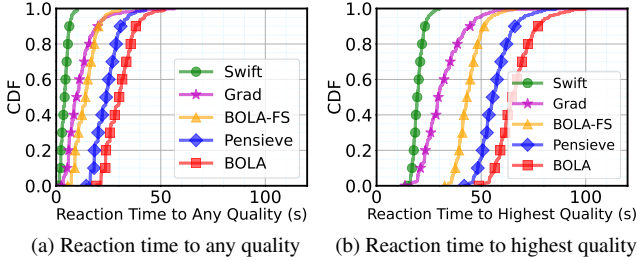 1.0
0.8
0.6
0.4
0.2
0.0
CDF
0 50 100
Reaction Time to Any Quality (s)
Swift
Grad
BOLA-FS
Pensieve
BOLA
(a) Reaction time to any quality
1.0
0.8
0.6
0.4
0.2
0.0
CDF
0 50 100
Reaction Time to Highest Quality (s)
Swift
Grad
BOLA-FS
Pensieve
BOLA
(b) Reaction time to highest quality